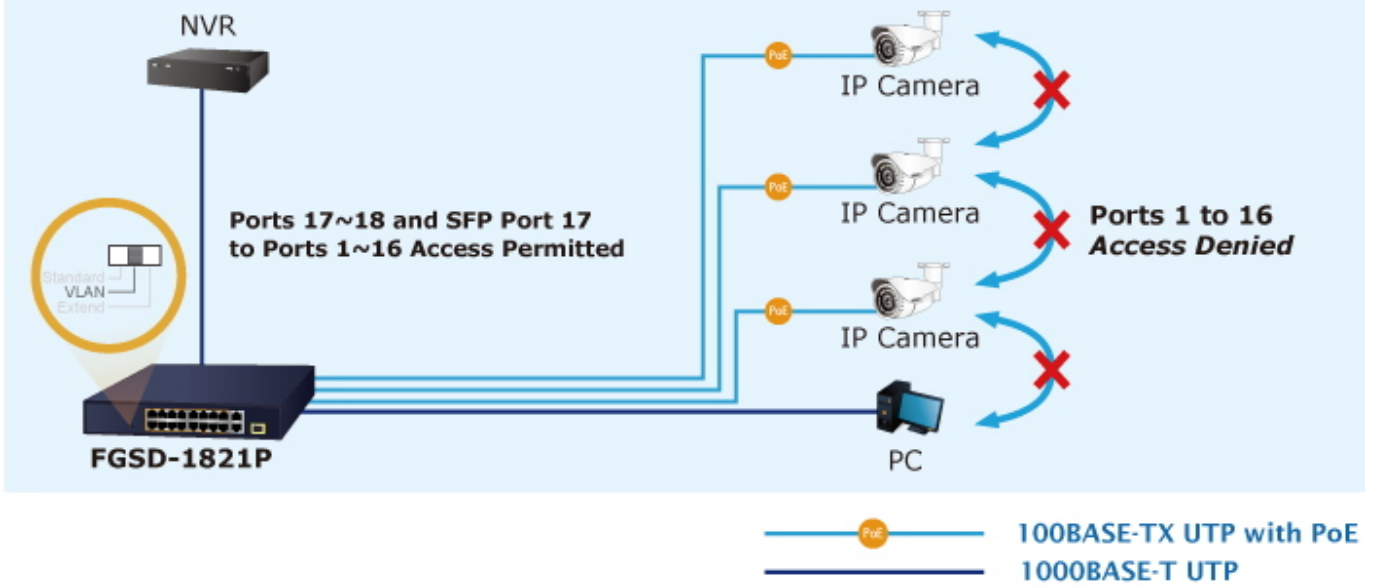 NVR
PoE
IP Camera
Ports 17~18 and SFP Port 17
to Ports 1~16 Access Permitted
PoE
IP Camera
Ports 1 to 16
Access Denied
Standard
VLAN
Extend
PoE
IP Camera
FGSD-1821P
PC
PoE
100BASE-TX UTP with PoE
1000BASE-T UTP